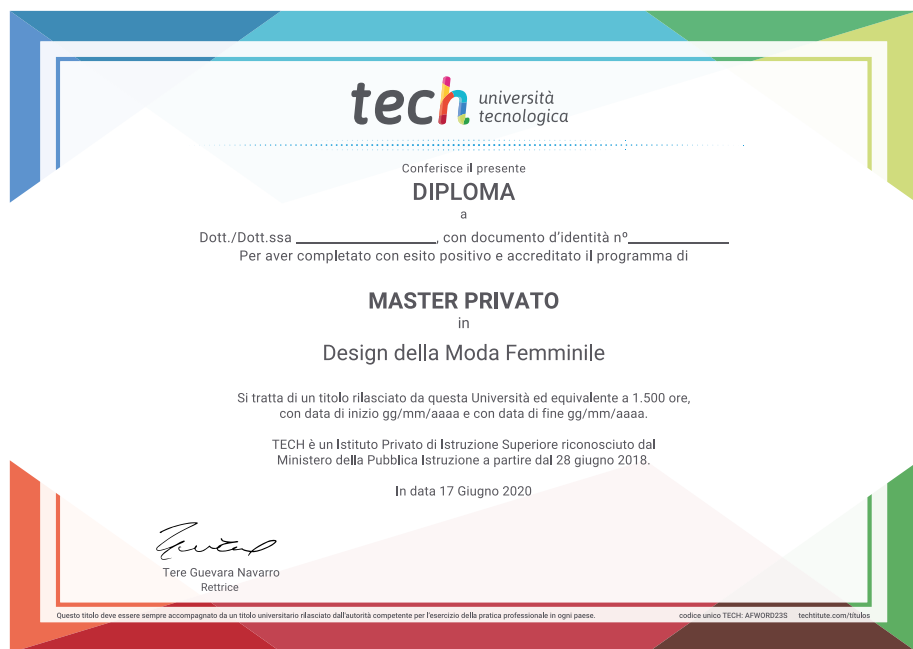 tech università
tecnologica
Conferisce il presente
DIPLOMA
a
Dott./Dott.ssa ________________, con documento d'identità nº____________
Per aver completato con esito positivo e accreditato il programma di
MASTER PRIVATO
in
Design della Moda Femminile
Si tratta di un titolo rilasciato da questa Università ed equivalente a 1.500 ore,
con data di inizio gg/mm/aaaa e con data di fine gg/mm/aaaa.
TECH è un Istituto Privato di Istruzione Superiore riconosciuto dal
Ministero della Pubblica Istruzione a partire dal 28 giugno 2018.
In data 17 Giugno 2020
Tere Guevara Navarro
Rettrice
Questo titolo deve essere sempre accompagnato da un titolo universitario rilasciato dall'autorità competente per l'esercizio della pratica professionale in ogni paese. codice unico TECH: AFWORD23S techtitute.com/titulos